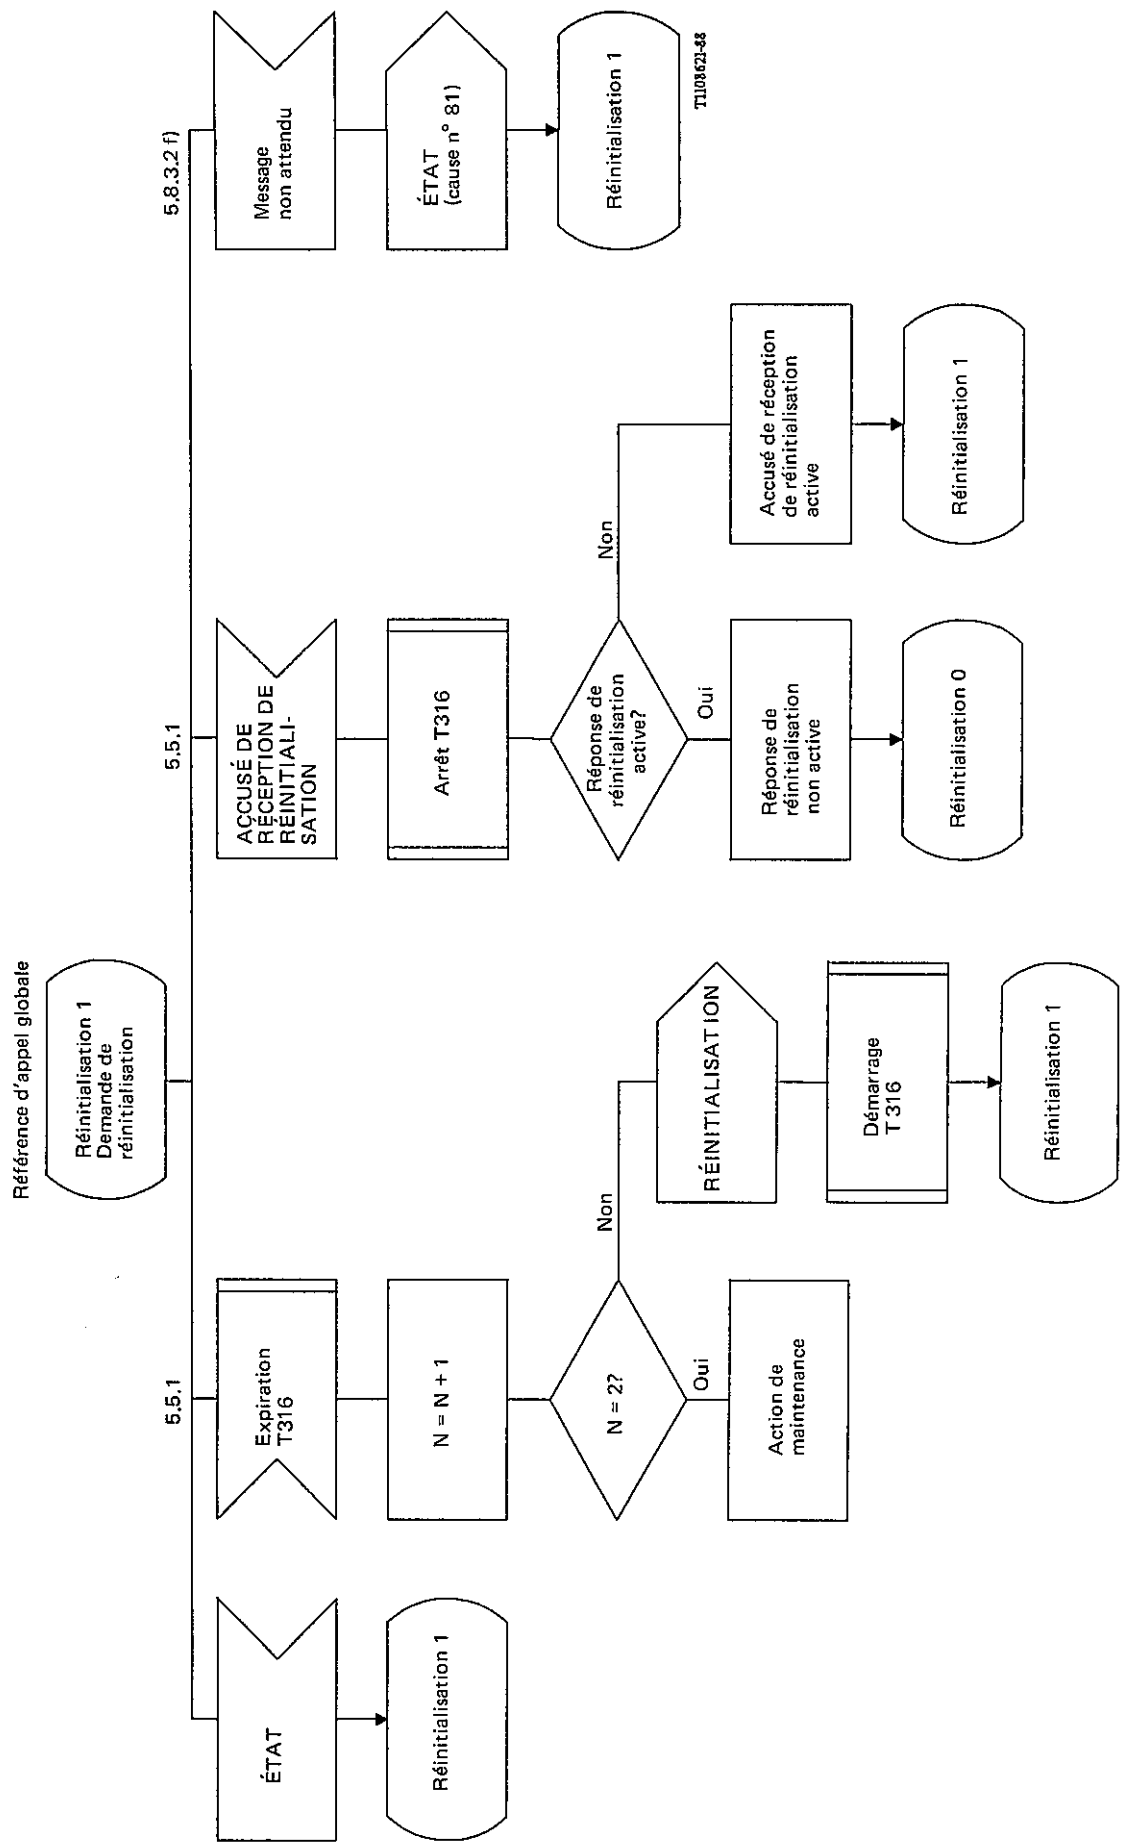 Référence d'appel globale
Réinitialisation 1
Demande de
réinitialisation
5.5.1
5.5.1
5.8.3.2 f)
ÉTAT
Réinitialisation 1
Expiration
T316
N = N + 1
N = 2?
Oui
Non
Action de
maintenance
RÉINITIALISATION
Démarrage
T 316
Réinitialisation 1
ACCUSÉ DE
RÉCEPTION DE
RÉINITIALI-
SATION
Arrêt T316
Réponse de
réinitialisation
active?
Oui
Non
Réponse de
réinitialisation
non active
Réinitialisation 0
Accusé de réception
de réinitialisation
active
Réinitialisation 1
Message
non attendu
ÉTAT
(cause n° 81)
Réinitialisation 1
T1108621-88